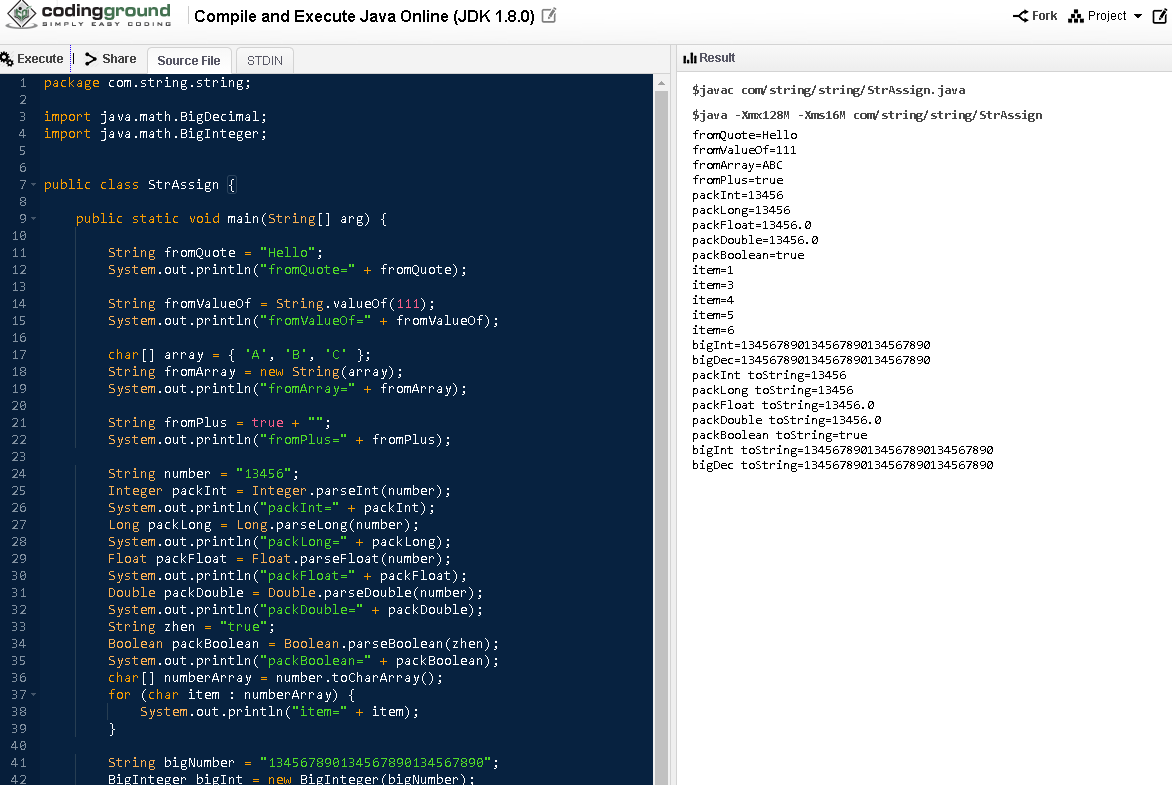 codingground
SIMPLY EASY CODING
Compile and Execute Java Online (JDK 1.8.0)
Fork
Project
Execute
Share
Source File
STDIN
1 package com.string.string;
2
3 import java.math.BigDecimal;
4 import java.math.BigInteger;
5
6
7 public class StrAssign {
8
9 public static void main(String[] arg) {
10
11 String fromQuote = "Hello";
12 System.out.println("fromQuote=" + fromQuote);
13
14 String fromValueOf = String.valueOf(111);
15 System.out.println("fromValueOf=" + fromValueOf);
16
17 char[] array = { 'A', 'B', 'C' };
18 String fromArray = new String(array);
19 System.out.println("fromArray=" + fromArray);
20
21 String fromPlus = true + "";
22 System.out.println("fromPlus=" + fromPlus);
23
24 String number = "13456";
25 Integer packInt = Integer.parseInt(number);
26 System.out.println("packInt=" + packInt);
27 Long packLong = Long.parseLong(number);
28 System.out.println("packLong=" + packLong);
29 Float packFloat = Float.parseFloat(number);
30 System.out.println("packFloat=" + packFloat);
31 Double packDouble = Double.parseDouble(number);
32 System.out.println("packDouble=" + packDouble);
33 String zhen = "true";
34 Boolean packBoolean = Boolean.parseBoolean(zhen);
35 System.out.println("packBoolean=" + packBoolean);
36 char[] numberArray = number.toCharArray();
37 for (char item : numberArray) {
38 System.out.println("item=" + item);
39 }
40
41 String bigNumber = "134567890134567890134567890";
42 BigInteger bigInt = new BigInteger(bigNumber);
Result
$javac com/string/string/StrAssign.java
$java -Xmx128M -Xms16M com/string/string/StrAssign
fromQuote=Hello
fromValueOf=111
fromArray=ABC
fromPlus=true
packInt=13456
packLong=13456
packFloat=13456.0
packDouble=13456.0
packBoolean=true
item=1
item=3
item=4
item=5
item=6
bigInt=134567890134567890134567890
bigDec=134567890134567890134567890
packInt toString=13456
packLong toString=13456
packFloat toString=13456.0
packDouble toString=13456.0
packBoolean toString=true
bigInt toString=134567890134567890134567890
bigDec toString=134567890134567890134567890